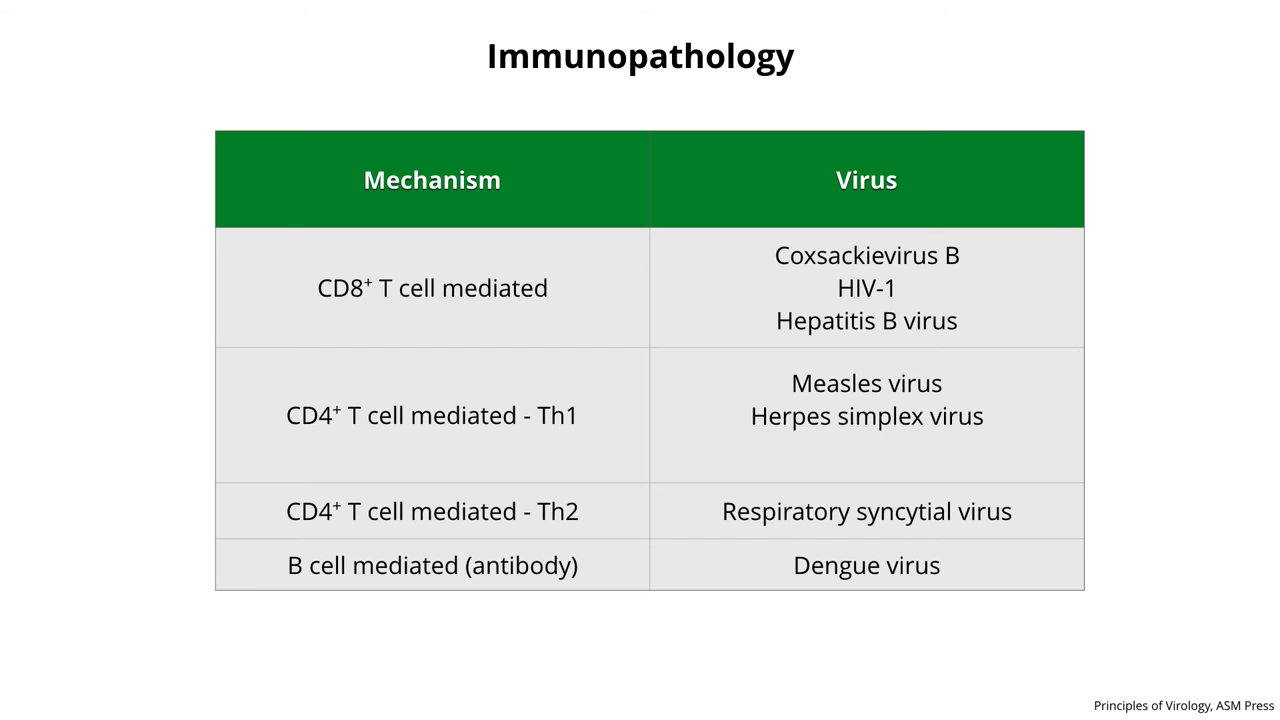 Immunopathology
Mechanism
Virus
CD8+ T cell mediated
Coxsackievirus B
HIV-1
Hepatitis B virus
CD4+ T cell mediated - Th1
Measles virus
Herpes simplex virus
CD4+ T cell mediated - Th2
Respiratory syncytial virus
B cell mediated (antibody)
Dengue virus
Principles of Virology, ASM Press